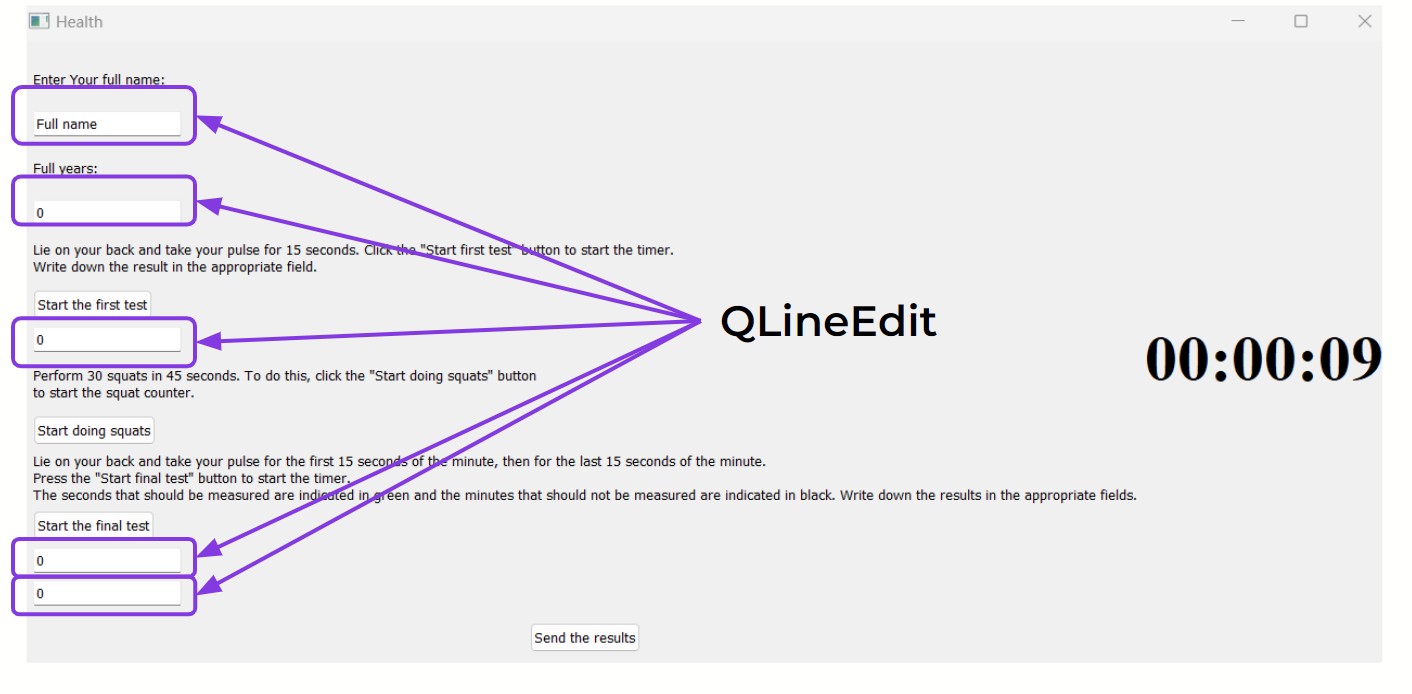 Health
Enter Your full name:
Full name
Full years:
0
Lie on your back and take your pulse for 15 seconds. Click the "Start first test" button to start the timer.
Write down the result in the appropriate field.
Start the first test
0
QLineEdit
00:00:09
Perform 30 squats in 45 seconds. To do this, click the "Start doing squats" button
to start the squat counter.
Start doing squats
Lie on your back and take your pulse for the first 15 seconds of the minute, then for the last 15 seconds of the minute.
Press the "Start final test" button to start the timer.
The seconds that should be measured are indicated in green and the minutes that should not be measured are indicated in black. Write down the results in the appropriate fields.
Start the final test
0
0
Send the results